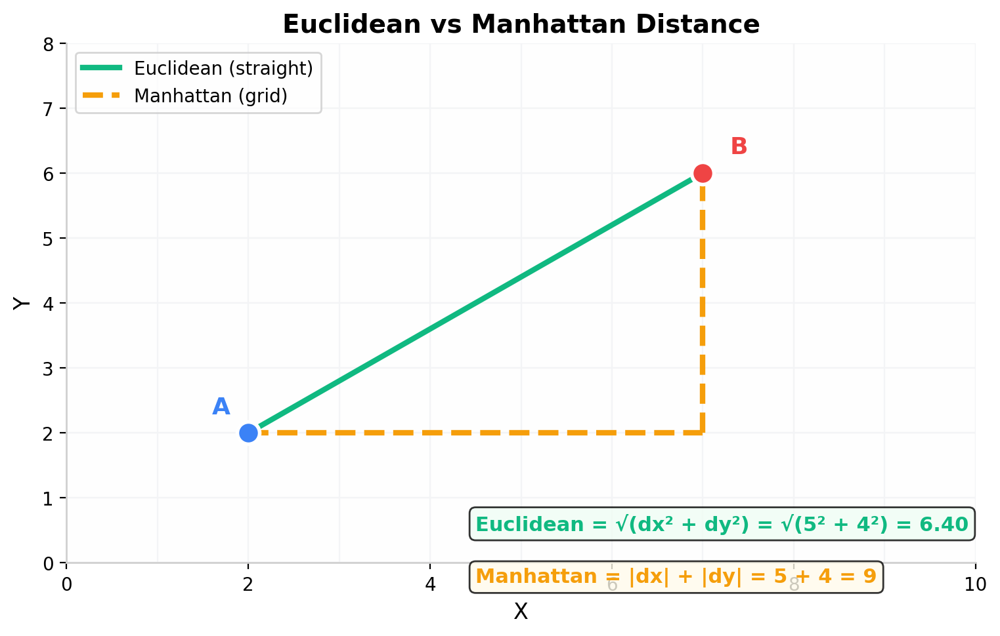 Euclidean vs Manhattan Distance
Euclidean (straight)
Manhattan (grid)
8
7
6
5
4
3
2
1
0
Y
A
B
Euclidean = √(dx² + dy²) = √(5² + 4²) = 6.40
Manhattan = |dx| + |dy| = 5 + 4 = 9
0 2 4 6 8 10
X